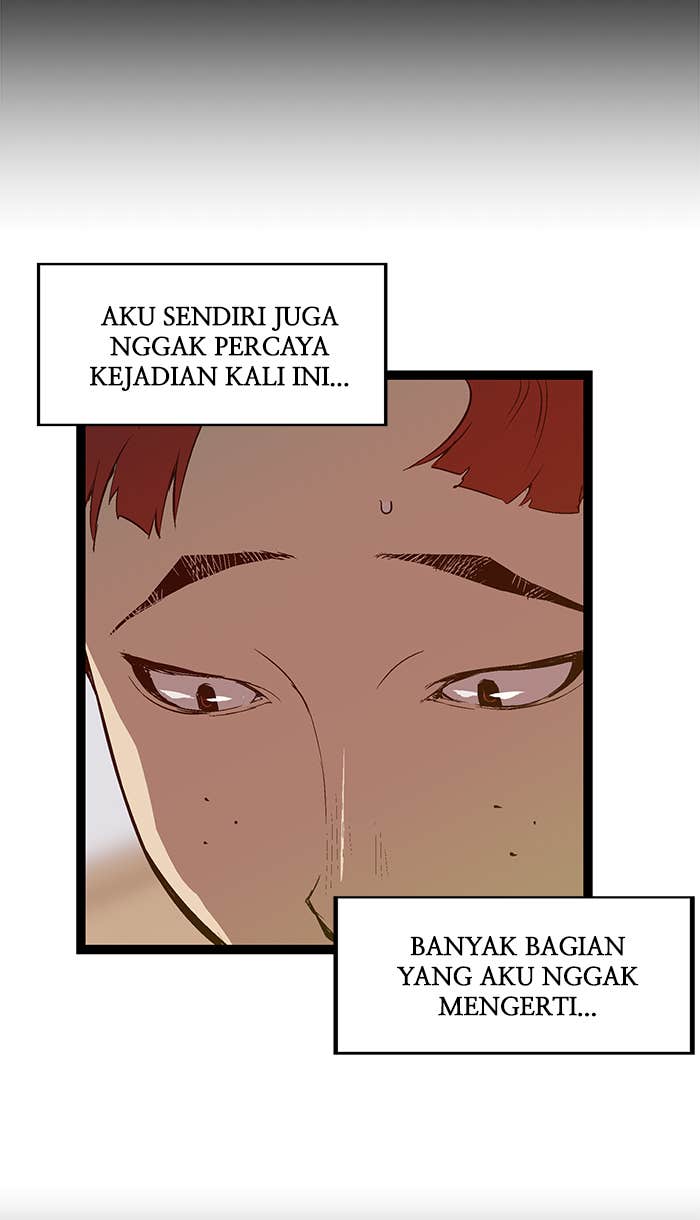 AKU SENDIRI JUGA
NGGAK PERCAYA
KEJADIAN KALI INI...
BANYAK BAGIAN
YANG AKU NGGAK
MENGERTI...